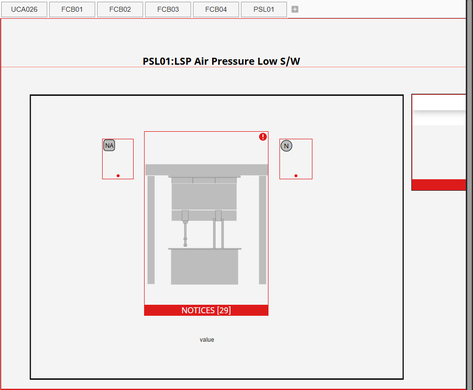 UCA026 FCB01 FCB02 FCB03 FCB04 PSL01
PSL01:LSP Air Pressure Low S/W
NA
N
NOTICES [29]
value